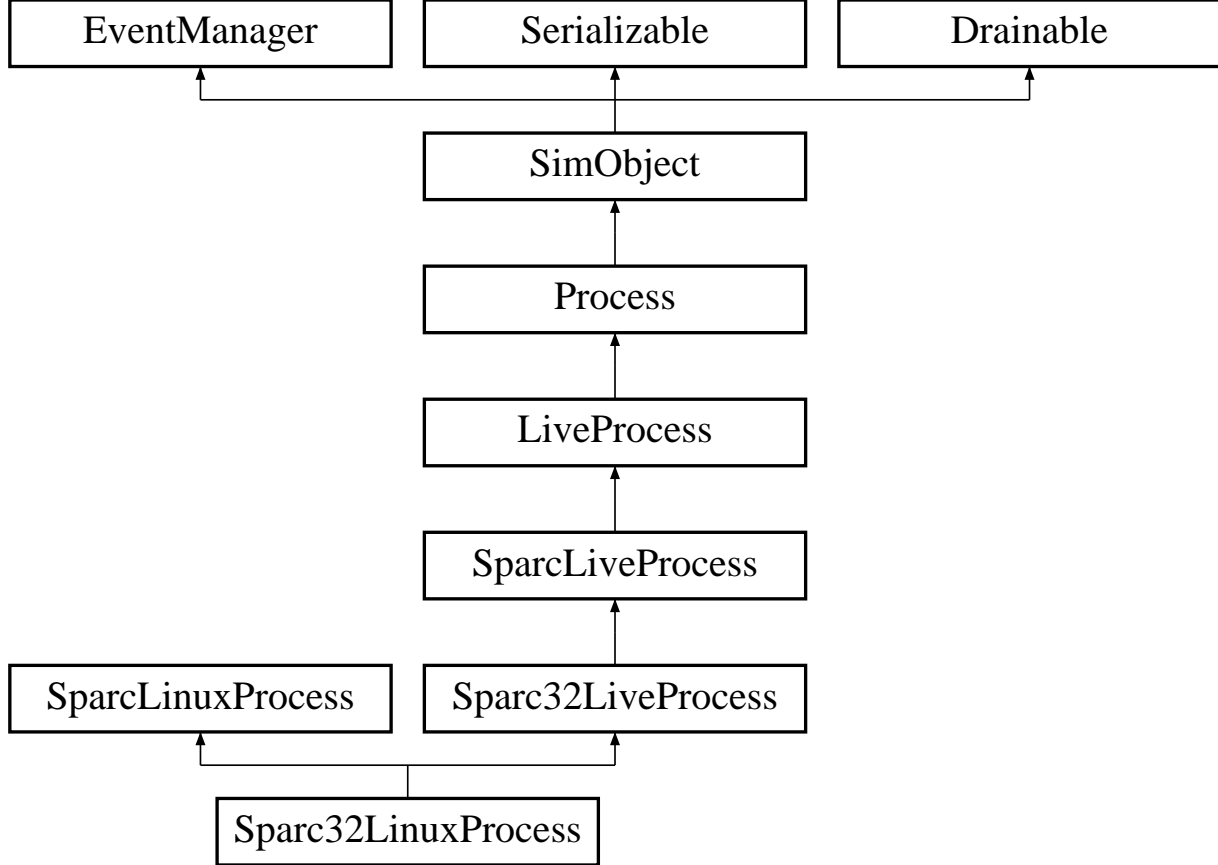 EventManager
Serializable
Drainable
SimObject
Process
LiveProcess
SparcLiveProcess
SparcLinuxProcess
Sparc32LiveProcess
Sparc32LinuxProcess